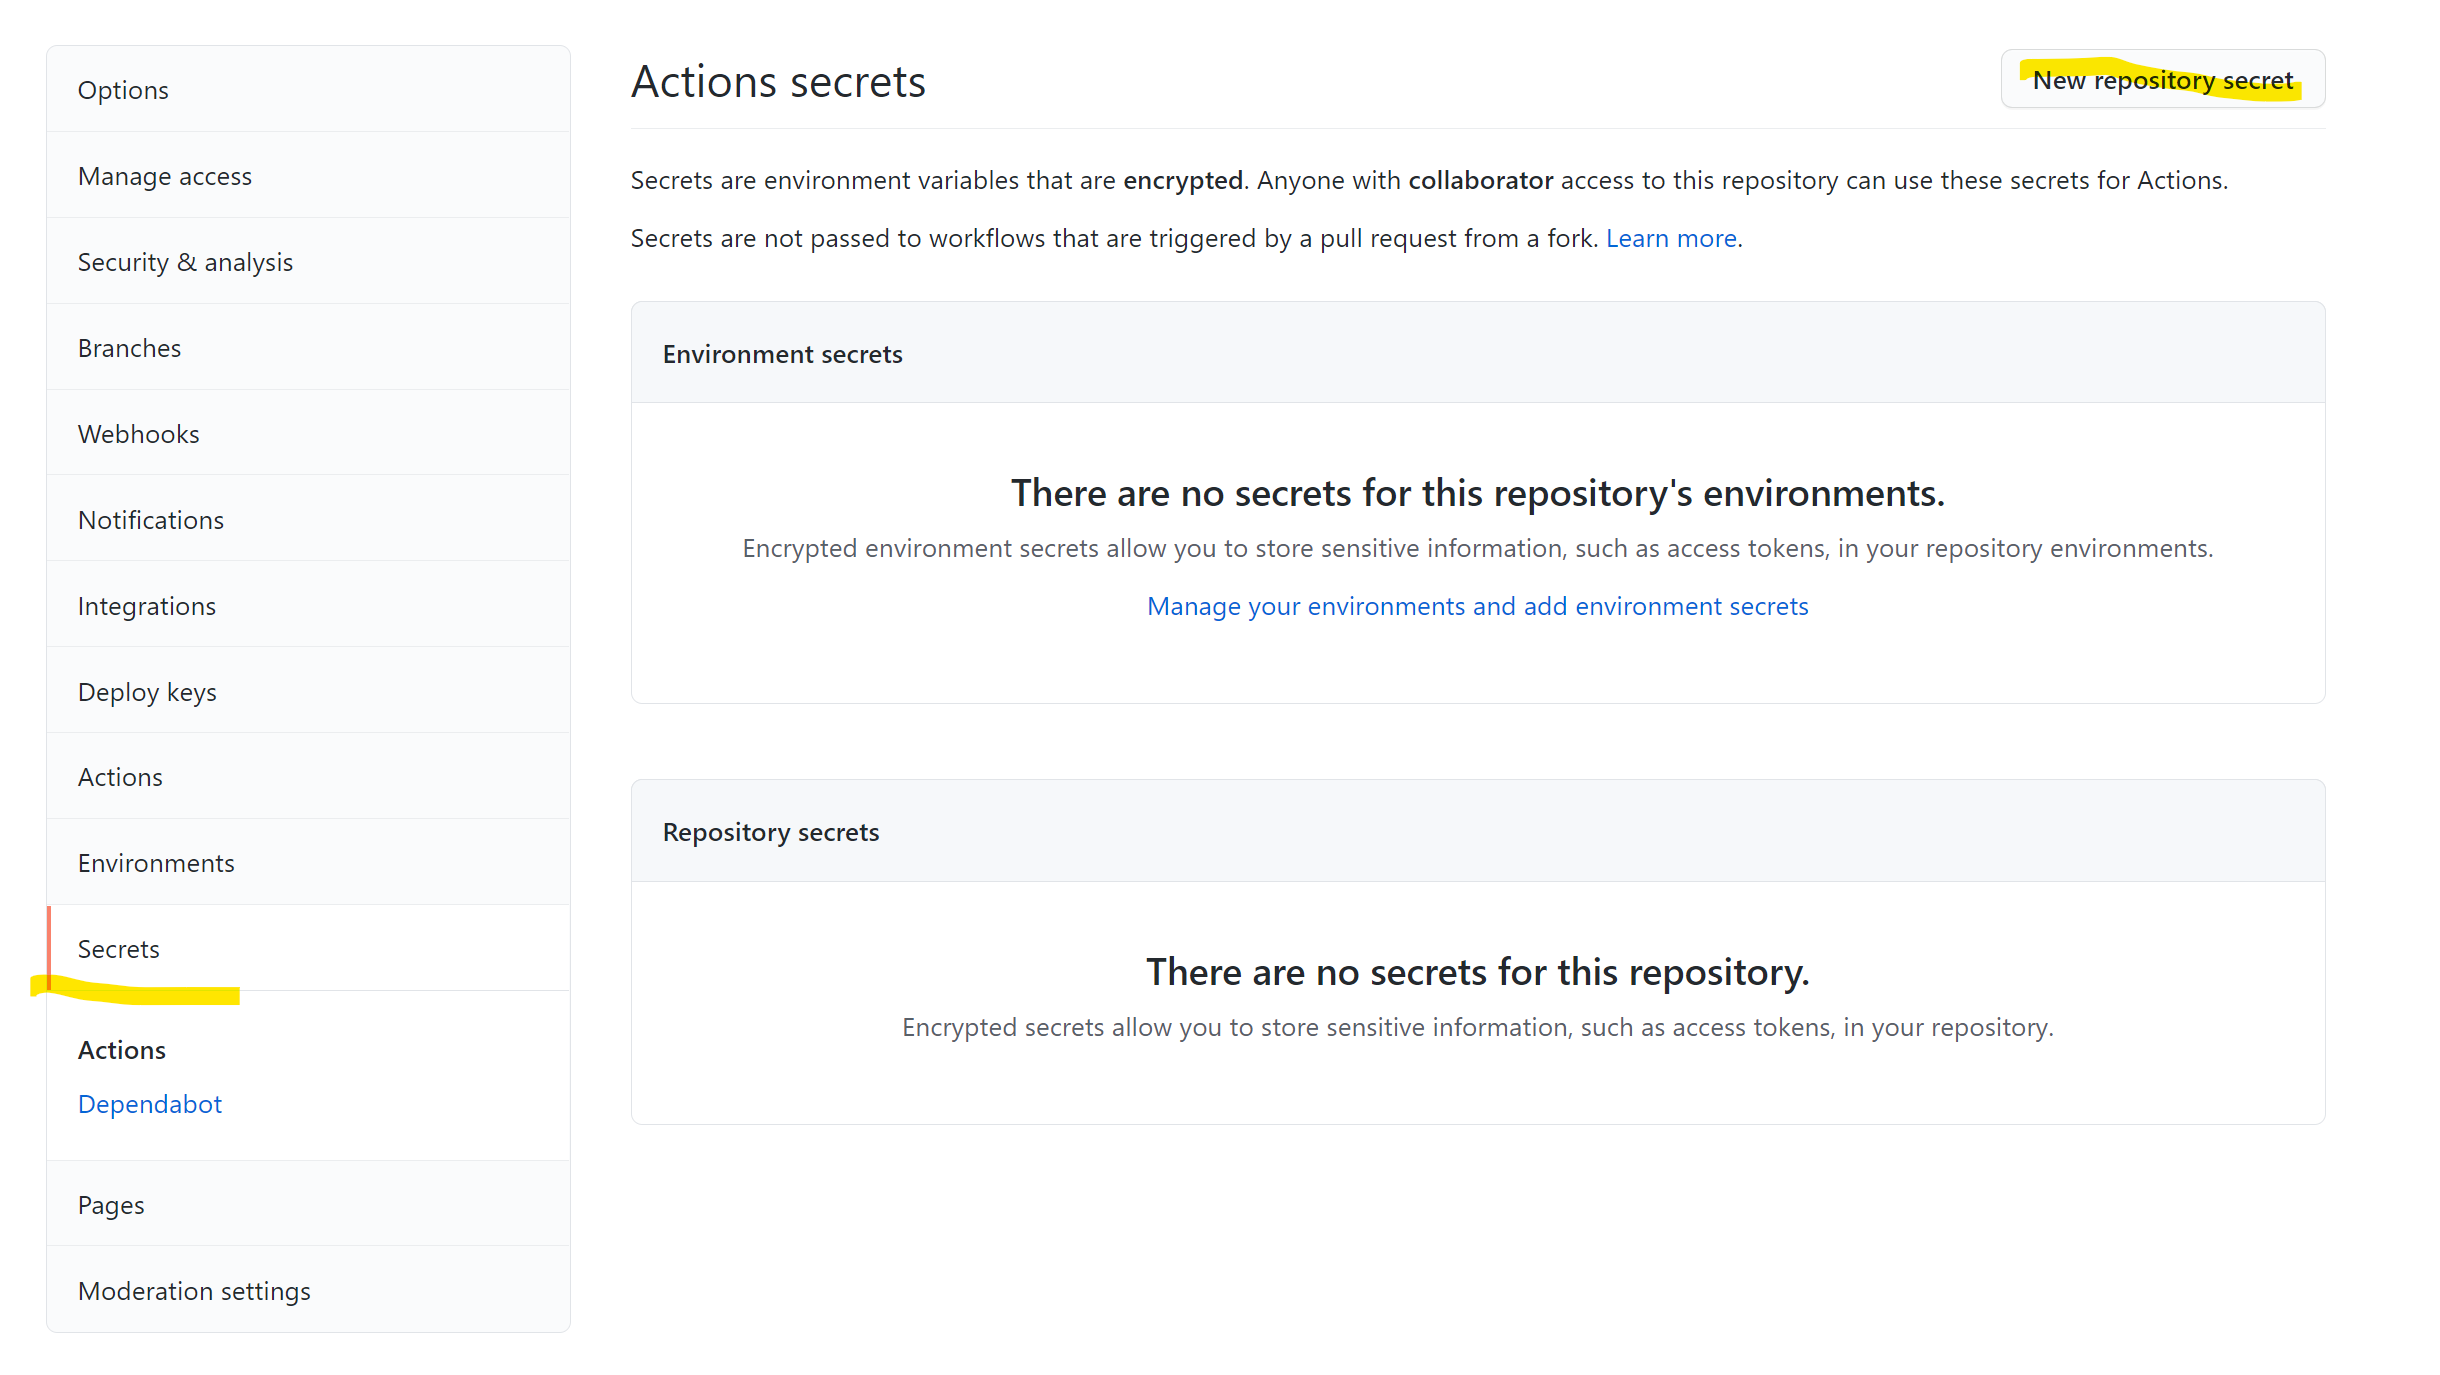 Options
Manage access
Security & analysis
Branches
Webhooks
Notifications
Integrations
Deploy keys
Actions
Environments
Secrets
Actions
Dependabot
Pages
Moderation settings
Actions secrets
New repository secret
Secrets are environment variables that are encrypted. Anyone with collaborator access to this repository can use these secrets for Actions.
Secrets are not passed to workflows that are triggered by a pull request from a fork. Learn more.
Environment secrets
There are no secrets for this repository's environments.
Encrypted environment secrets allow you to store sensitive information, such as access tokens, in your repository environments.
Manage your environments and add environment secrets
Repository secrets
There are no secrets for this repository.
Encrypted secrets allow you to store sensitive information, such as access tokens, in your repository.